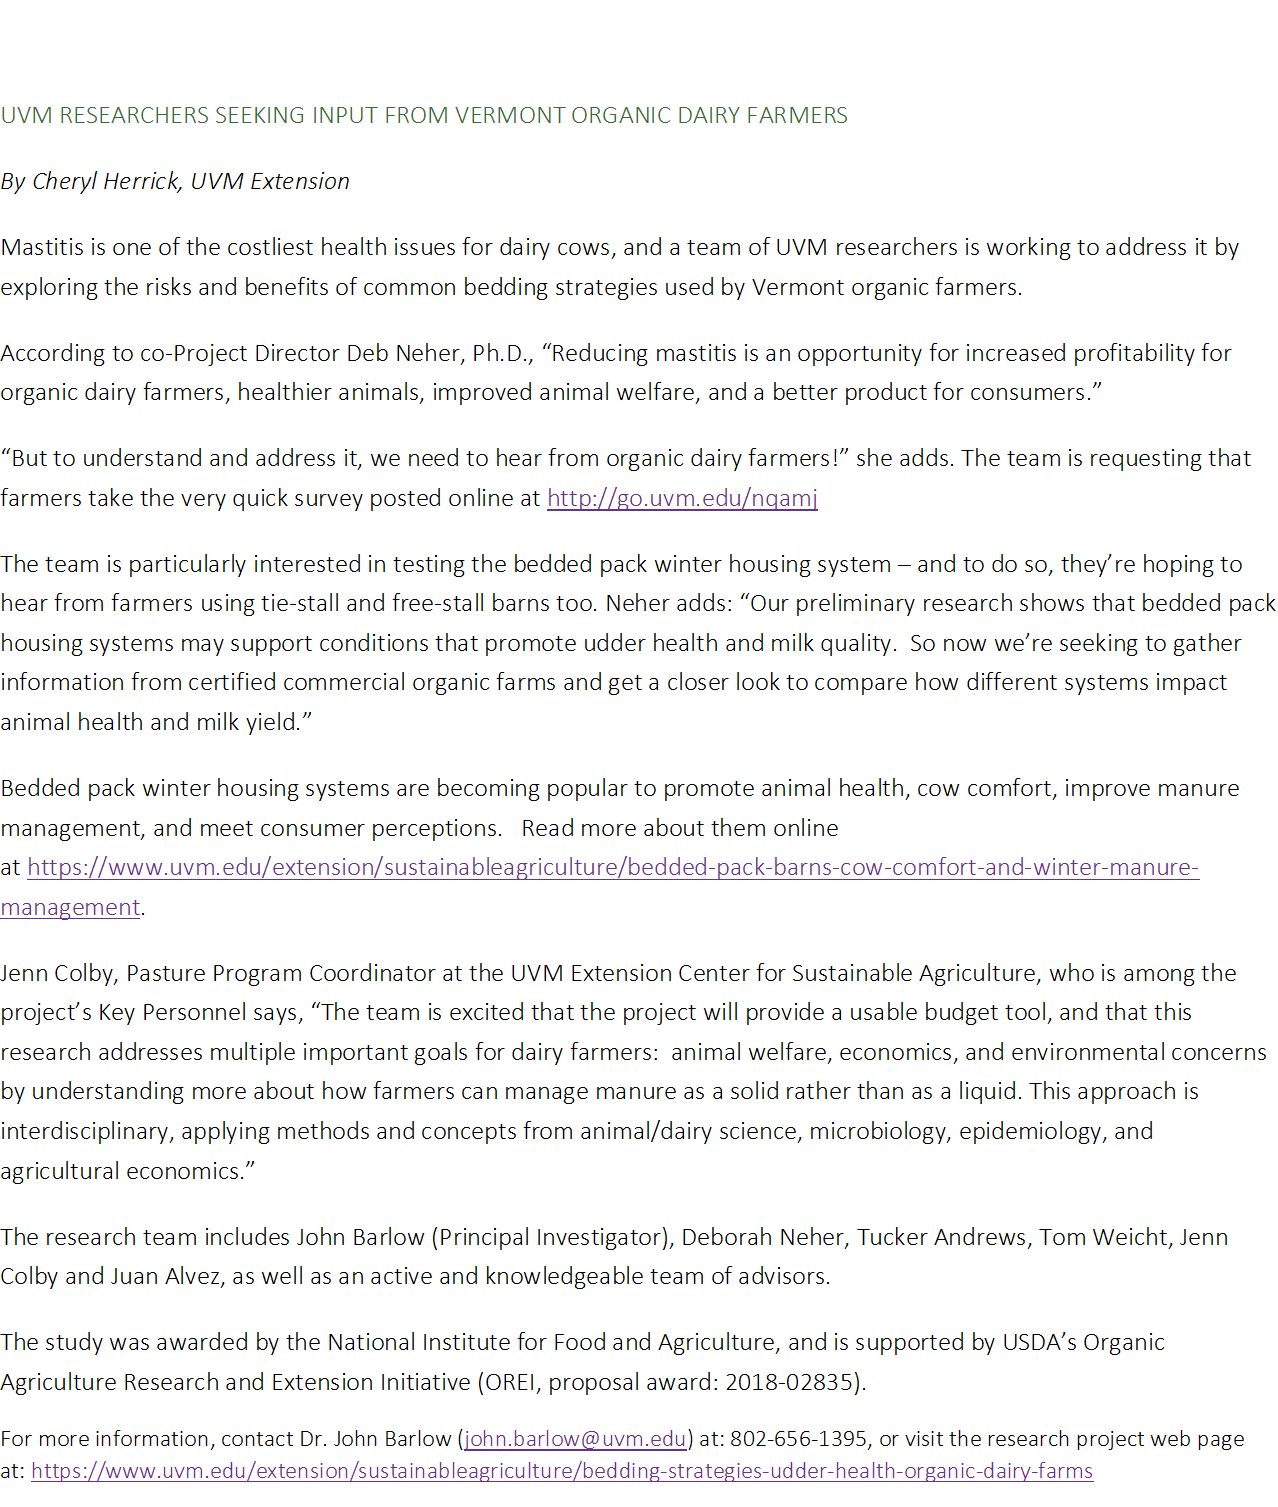 UVM RESEARCHERS SEEKING INPUT FROM VERMONT ORGANIC DAIRY FARMERS
By Cheryl Herrick, UVM Extension
Mastitis is one of the costliest health issues for dairy cows, and a team of UVM researchers is working to address it by
exploring the risks and benefits of common bedding strategies used by Vermont organic farmers.
According to co-Project Director Deb Neher, Ph.D., “Reducing mastitis is an opportunity for increased profitability for
organic dairy farmers, healthier animals, improved animal welfare, and a better product for consumers.”
“But to understand and address it, we need to hear from organic dairy farmers!” she adds. The team is requesting that
farmers take the very quick survey posted online at http://go.uvm.edu/nqamj
The team is particularly interested in testing the bedded pack winter housing system – and to do so, they’re hoping to
hear from farmers using tie-stall and free-stall barns too. Neher adds: “Our preliminary research shows that bedded pack
housing systems may support conditions that promote udder health and milk quality.  So now we’re seeking to gather
information from certified commercial organic farms and get a closer look to compare how different systems impact
animal health and milk yield.”
Bedded pack winter housing systems are becoming popular to promote animal health, cow comfort, improve manure
management, and meet consumer perceptions.   Read more about them online
at https://www.uvm.edu/extension/sustainableagriculture/bedded-pack-barns-cow-comfort-and-winter-manure-
management.
Jenn Colby, Pasture Program Coordinator at the UVM Extension Center for Sustainable Agriculture, who is among the
project’s Key Personnel says, “The team is excited that the project will provide a usable budget tool, and that this
research addresses multiple important goals for dairy farmers:  animal welfare, economics, and environmental concerns
by understanding more about how farmers can manage manure as a solid rather than as a liquid. This approach is
interdisciplinary, applying methods and concepts from animal/dairy science, microbiology, epidemiology, and
agricultural economics.”
The research team includes John Barlow (Principal Investigator), Deborah Neher, Tucker Andrews, Tom Weicht, Jenn
Colby and Juan Alvez, as well as an active and knowledgeable team of advisors.
The study was awarded by the National Institute for Food and Agriculture, and is supported by USDA’s Organic
Agriculture Research and Extension Initiative (OREI, proposal award: 2018-02835).
For more information, contact Dr. John Barlow (john.barlow@uvm.edu) at: 802-656-1395, or visit the research project web page
at: https://www.uvm.edu/extension/sustainableagriculture/bedding-strategies-udder-health-organic-dairy-farms